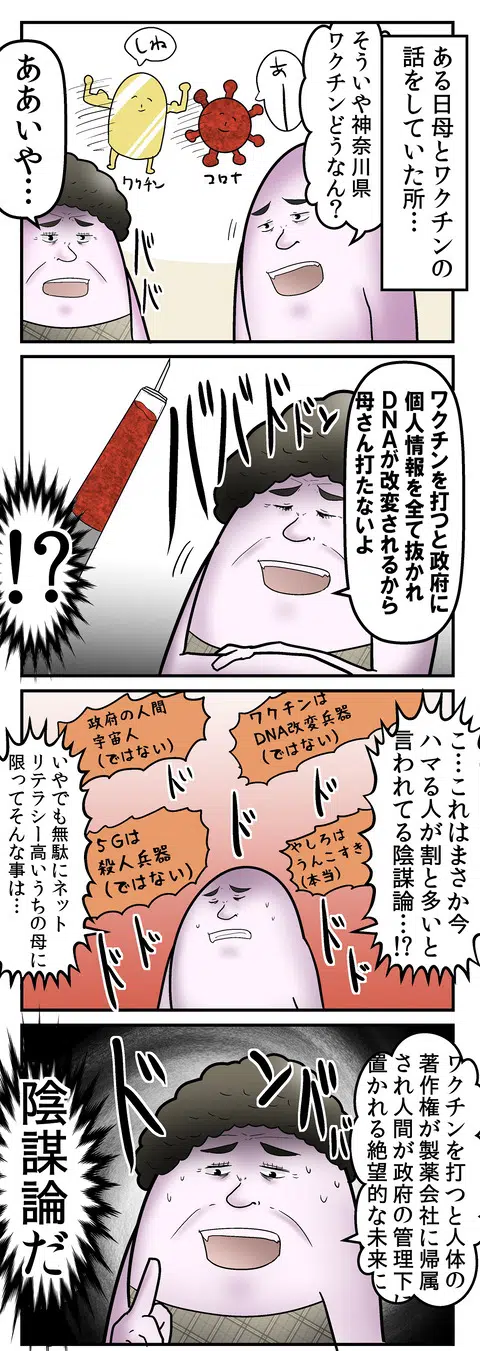 ある日母とワクチンの
話をしていた所…
そういや神奈川県
ワクチンどうなん？
あー
コロナ
しね
ワクチン
ああいや…
ドド
ワクチンを打つと政府に
個人情報を全て抜かれ
DNAが改変されるから
母さん打たないよ
ドドドン
!?
こ…これはまさか今
ハマる人が割と多いと
言われてる陰謀論…!?
ワクチンは
DNA改変兵器
(ではない)
政府の人間
宇宙人
(ではない)
やしろは
うんこすき
(本当)
5Gは
殺人兵器
(ではない)
ドド
ドド
ドド
ドド
いやでも無駄にネット
リテラシー高いうちの母に
限ってそんな事は…
ワクチンを打つと人体の
著作権が製薬会社に帰属
され人間が政府の管理下に
置かれる絶望的な未来に
ドド
ドン
陰謀論だ